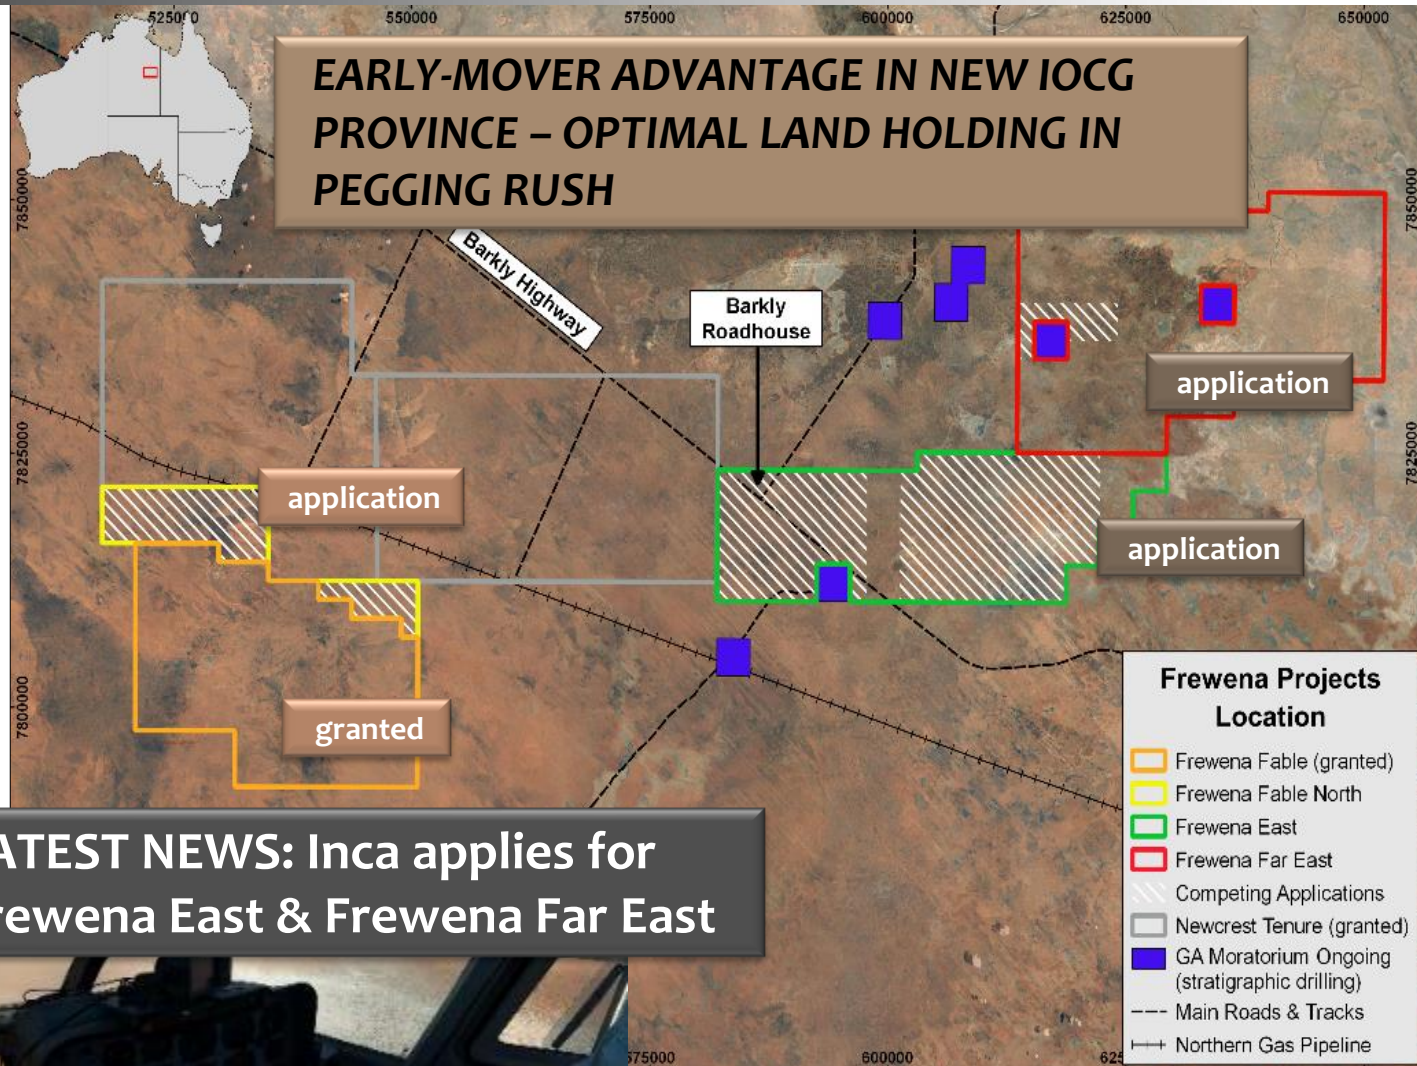 525000
550000
575000
600000
625000
650000
EARLY-MOVER ADVANTAGE IN NEW IOCG
PROVINCE – OPTIMAL LAND HOLDING IN
PEGGING RUSH
7850000
7850000
Barkly Highway
Barkly
Roadhouse
application
7825000
7825000
application
application
granted
7800000
Frewena Projects
Location
Frewena Fable (granted)
Frewena Fable North
Frewena East
Frewena Far East
Competing Applications
Newcrest Tenure (granted)
GA Moratorium Ongoing
(stratigraphic drilling)
Main Roads & Tracks
Northern Gas Pipeline
ATEST NEWS: Inca applies for
rewena East & Frewena Far East
575000
600000
625